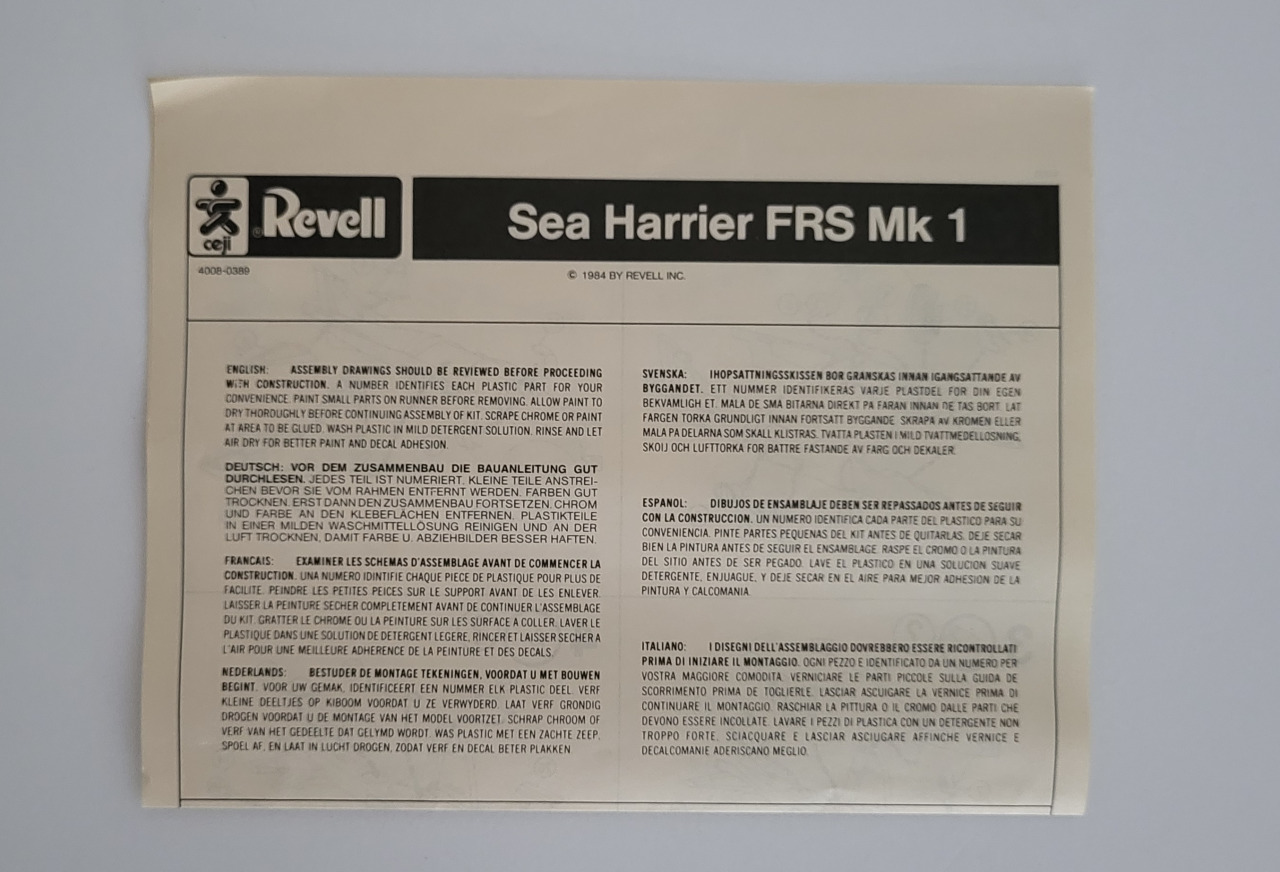 ceji
® Revell
Sea Harrier FRS Mk 1
4008-0389
© 1984 BY REVELL INC.
ENGLISH: ASSEMBLY DRAWINGS SHOULD BE REVIEWED BEFORE PROCEEDING
WITH CONSTRUCTION. A NUMBER IDENTIFIES EACH PLASTIC PART FOR YOUR
CONVENIENCE. PAINT SMALL PARTS ON RUNNER BEFORE REMOVING. ALLOW PAINT TO
DRY THOROUGHLY BEFORE CONTINUING ASSEMBLY OF KIT. SCRAPE CHROME OR PAINT
AT AREA TO BE GLUED. WASH PLASTIC IN MILD DETERGENT SOLUTION. RINSE AND LET
AIR DRY FOR BETTER PAINT AND DECAL ADHESION.
DEUTSCH: VOR DEM ZUSAMMENBAU DIE BAUANLEITUNG GUT
DURCHLESEN. JEDES TEIL IST NUMERIERT. KLEINE TEILE ANSTREI-
CHEN BEVOR SIE VOM RAHMEN ENTFERNT WERDEN. FARBEN GUT
TROCKNEN, ERST DANN DEN ZUSAMMENBAU FORTSETZEN, CHROM
UND FARBE AN DEN KLEBEFLÄCHEN ENTFERNEN. PLASTIKTEILE
IN EINER MILDEN WASCHMITTELLÖSUNG REINIGEN UND AN DER
LUFT TROCKNEN, DAMIT FARBE U. ABZIEHBILDER BESSER HAFTEN.
FRANCAIS: EXAMINER LES SCHEMAS D'ASSEMBLAGE AVANT DE COMMENCER LA
CONSTRUCTION. UNA NUMERO IDINTIFIE CHAQUE PIECE DE PLASTIQUE POUR PLUS DE
FACILITE. PEINDRE LES PETITES PEICES SUR LE SUPPORT AVANT DE LES ENLEVER.
LAISSER LA PEINTURE SECHER COMPLETEMENT AVANT DE CONTINUER L'ASSEMBLAGE
DU KIT. GRATTER LE CHROME OU LA PEINTURE SUR LES SURFACE A COLLER. LAVER LE
PLASTIQUE DANS UNE SOLUTION DE DETERGENT LEGERE, RINCER ET LAISSER SECHER A
L'AIR POUR UNE MEILLEURE ADHERENCE DE LA PEINTURE ET DES DECALS.
NEDERLANDS: BESTUDER DE MONTAGE TEKENINGEN, VOORDAT U MET BOUWEN
BEGINT. VOOR UW GEMAK, IDENTIFICEERT EEN NUMMER ELK PLASTIC DEEL. VERF
KLEINE DEELTJES OP KIBOOM VOORDAT U ZE VERWYDERD. LAAT VERF GRONDIG
DROGEN VOORDAT U DE MONTAGE VAN HET MODEL VOORTZET. SCHRAP CHROOM OF
VERF VAN HET GEDEELTE DAT GELYMD WORDT. WAS PLASTIC MET EEN ZACHTE ZEEP,
SPOEL AF, EN LAAT IN LUCHT DROGEN, ZODAT VERF EN DECAL BETER PLAKKEN
SVENSKA: IHOPSATTNINGSSKISSEN BOR GRANSKAS INNAN IGANGSATTANDE AV
BYGGANDET. ETT NUMMER IDENTIFIKERAS VARJE PLASTDEL FOR DIN EGEN
BEKVAMLIGH ET. MALA DE SMA BITARNA DIREKT PA FARAN INNAN DE TAS BORT. LAT
FARGEN TORKA GRUNDLIGT INNAN FORTSATT BYGGANDE. SKRAPA AV KROMEN ELLER
MALA PA DELARNA SOM SKALL KLISTRAS. TVATTA PLASTEN I MILD TVATTMEDELLOSNING,
SKOIJ OCH LUFTTORKA FOR BATTRE FASTANDE AV FARG OCH DEKALER.
ESPANOL: DIBUJOS DE ENSAMBLAJE DEBEN SER REPASSADOS ANTES DE SEGUIR
CON LA CONSTRUCCION. UN NUMERO IDENTIFICA CADA PARTE DEL PLASTICO PARA SU
CONVENIENCIA. PINTE PARTES PEQUENAS DEL KIT ANTES DE QUITARLAS. DEJE SECAR
BIEN LA PINTURA ANTES DE SEGUIR EL ENSAMBLAGE. RASPE EL CROMO O LA PINTURA
DEL SITIO ANTES DE SER PEGADO. LAVE EL PLASTICO EN UNA SOLUCION SUAVE
DETERGENTE, ENJUAGUE, Y DEJE SECAR EN EL AIRE PARA MEJOR ADHESION DE LA
PINTURA Y CALCOMANIA.
ITALIANO: I DISEGNI DELL'ASSEMBLAGGIO DOVREBBERO ESSERE RICONTROLLATI
PRIMA DI INIZIARE IL MONTAGGIO. OGNI PEZZO E IDENTIFICATO DA UN NUMERO PER
VOSTRA MAGGIORE COMODITA. VERNICIARE LE PARTI PICCOLE SULLA GUIDA DE
SCORRIMENTO PRIMA DE TOGLIERLE. LASCIAR ASCUIGARE LA VERNICE PRIMA DI
CONTINUARE IL MONTAGGIO. RASCHIAR LA PITTURA O IL CROMO DALLE PARTI CHE
DEVONO ESSERE INCOLLATE. LAVARE I PEZZI DI PLASTICA CON UN DETERGENTE NON
TROPPO FORTE. SCIACQUARE E LASCIAR ASCIUGARE AFFINCHE VERNICE E
DECALCOMANIE ADERISCANO MEGLIO.